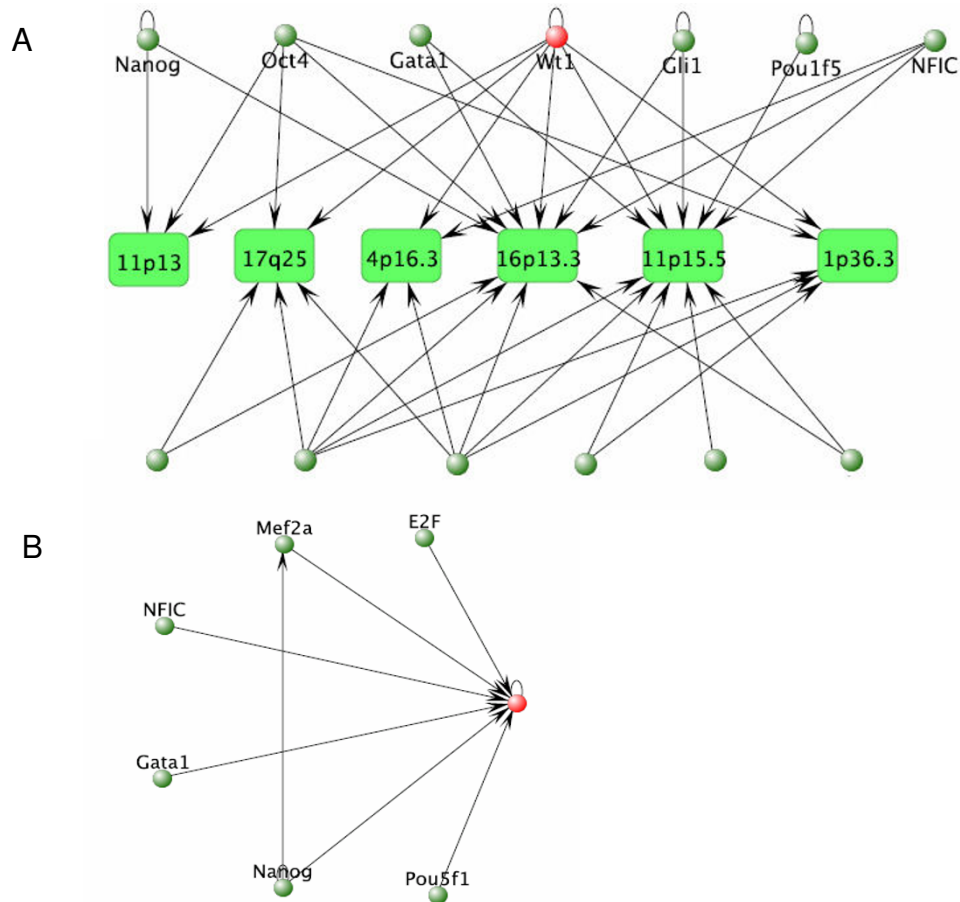 A
Nanog Oct4 Gata1 Wt1 Gli1 Pou1f5 NFIC
11p13 17q25 4p16.3 16p13.3 11p15.5 1p36.3
B
Mef2a E2F
NFIC
Gata1
Nanog Pou5f1